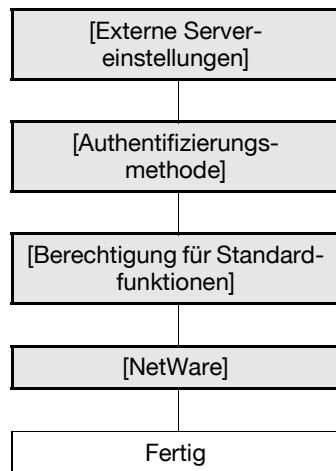 [Externe Server-
einstellungen]
[Authentifizierungs-
methode]
[Berechtigung für Standard-
funktionen]
[NetWare]
Fertig